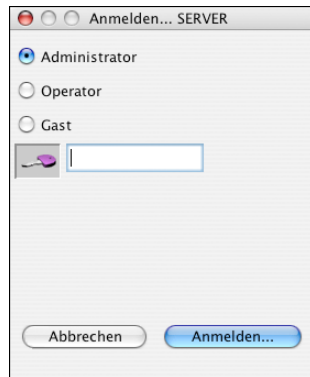 Anmelden... SERVER
Administrator
Operator
Gast
Abbrechen Anmelden...